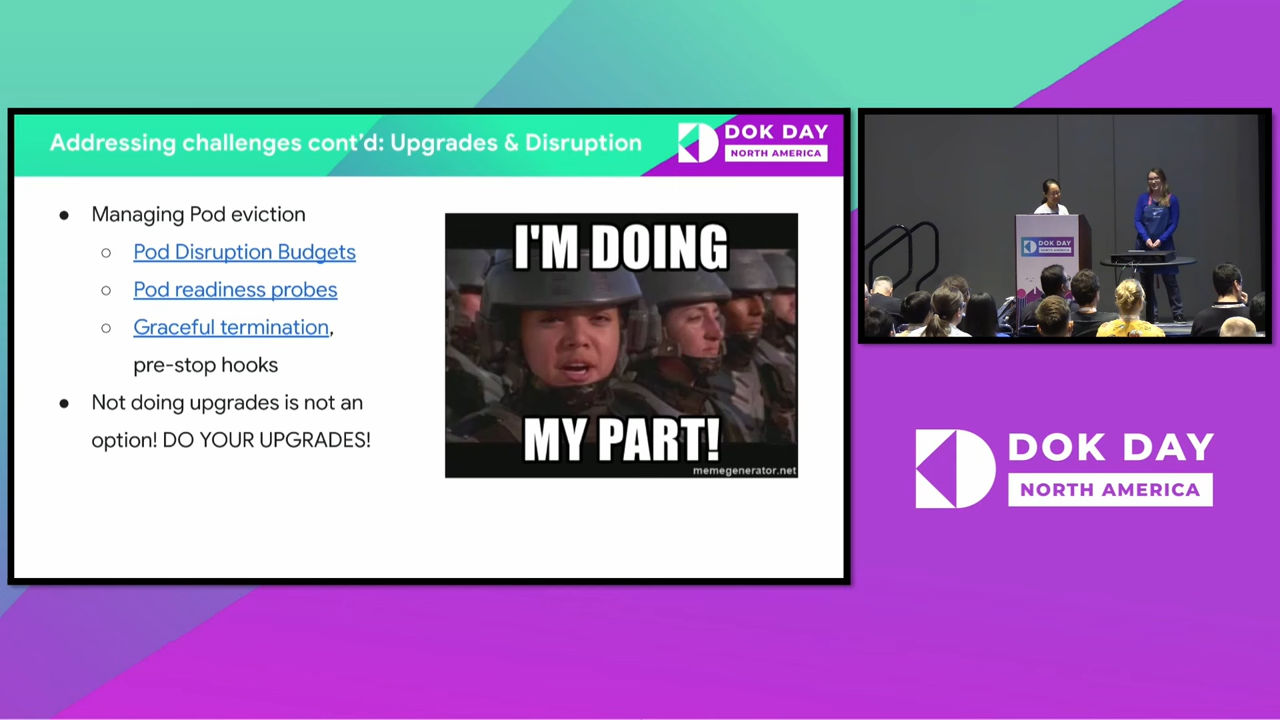 Addressing challenges cont'd: Upgrades & Disruption
DOK DAY
NORTH AMERICA
● Managing Pod eviction
○ Pod Disruption Budgets
○ Pod readiness probes
○ Graceful termination,
pre-stop hooks
● Not doing upgrades is not an
option! DO YOUR UPGRADES!
I'M DOING
MY PART!
memegenerator.net
DOK DAY
DOK DAY
NORTH AMERICA